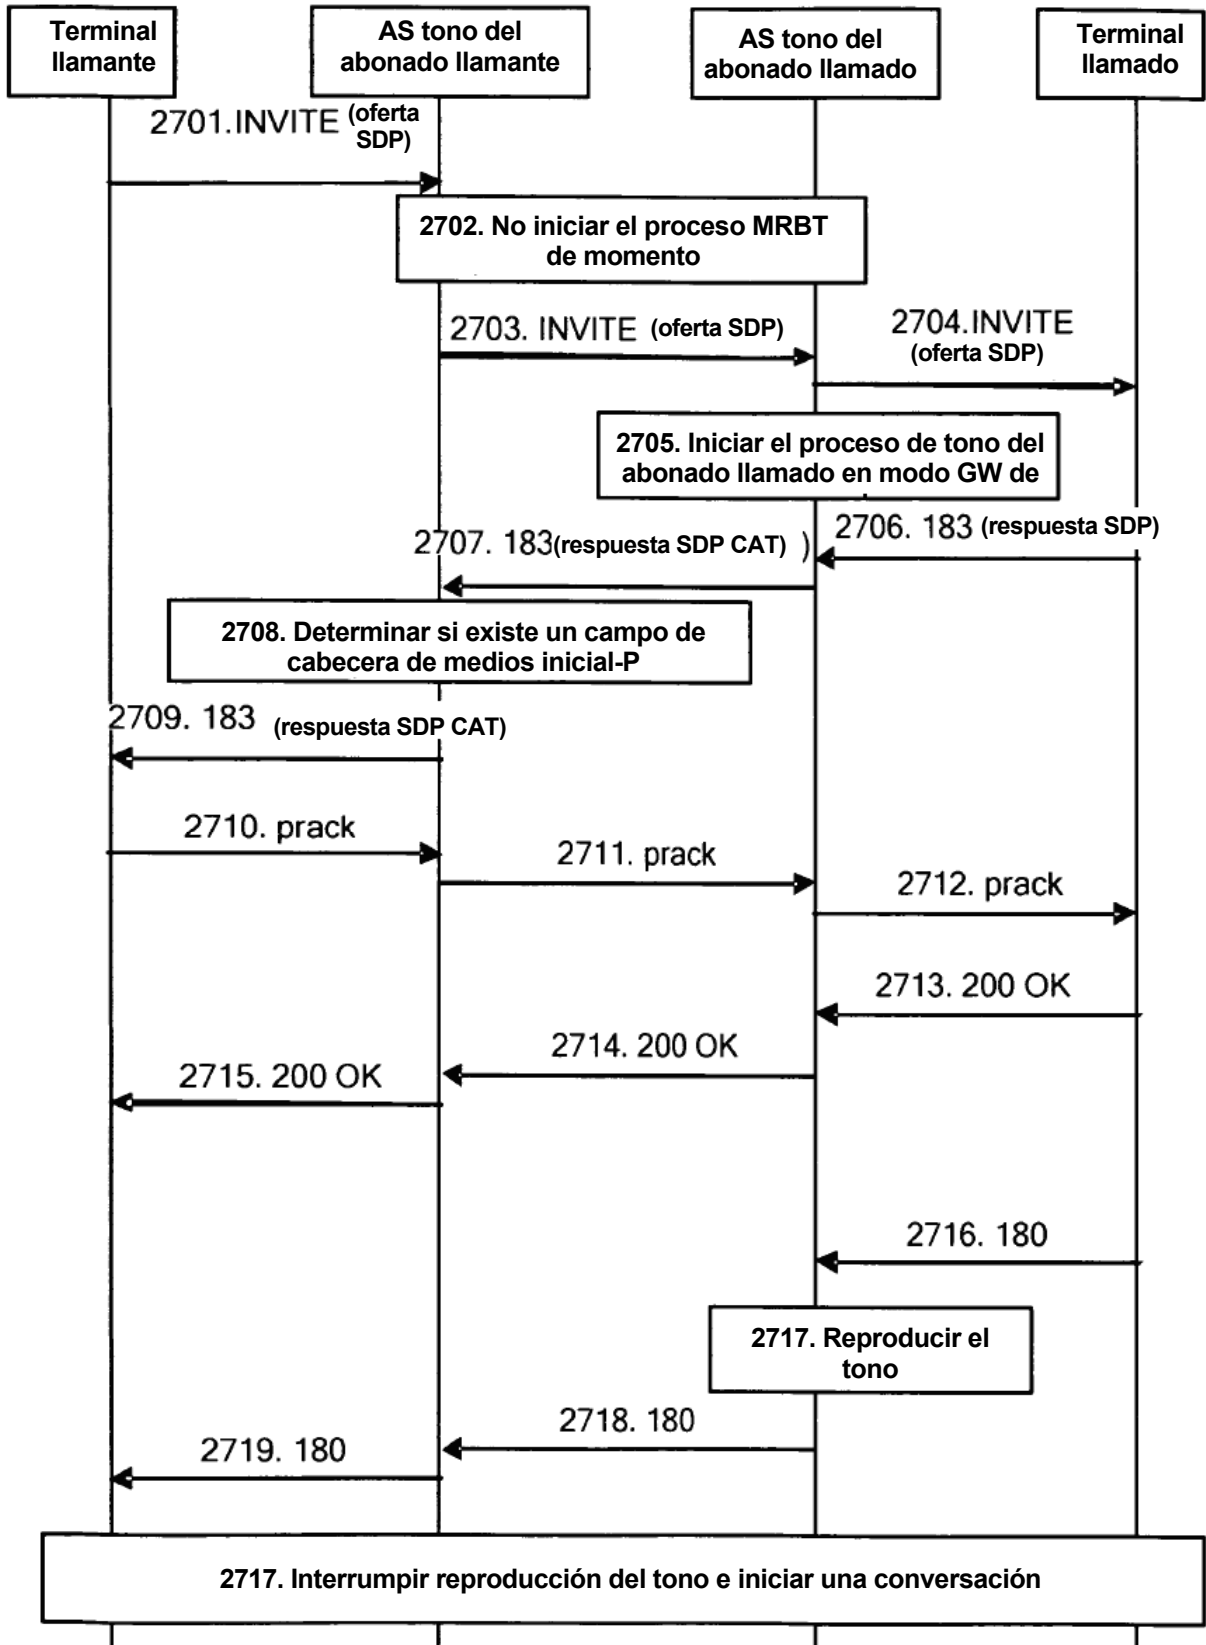 Terminal
llamante
AS tono del
abonado llamante
AS tono del
abonado llamado
Terminal
llamado
2701.INVITE (oferta
SDP)
2702. No iniciar el proceso MRBT
de momento
2703. INVITE (oferta SDP)
2704.INVITE
(oferta SDP)
2705. Iniciar el proceso de tono del
abonado llamado en modo GW de
2706. 183 (respuesta SDP)
2707. 183(respuesta SDP CAT) )
2708. Determinar si existe un campo de
cabecera de medios inicial-P
2709. 183 (respuesta SDP CAT)
2710. prack
2711. prack
2712. prack
2713. 200 OK
2714. 200 OK
2715. 200 OK
2716. 180
2717. Reproducir el
tono
2718. 180
2719. 180
2717. Interrumpir reproducción del tono e iniciar una conversación